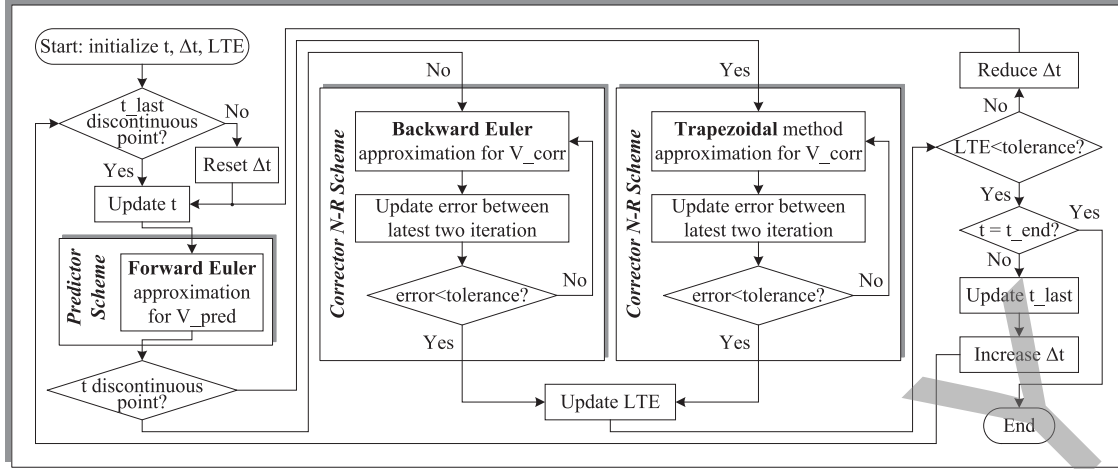 Start: initialize t, Δt, LTE
t_last
discontinuous
point?
No
Reset Δt
Yes
Update t
Predictor
Scheme
Forward Euler
approximation
for V_pred
t discontinuous
point?
No
Corrector N-R Scheme
Backward Euler
approximation for V_corr
Update error between
latest two iteration
error<tolerance?
No
Yes
Yes
Corrector N-R Scheme
Trapezoidal method
approximation for V_corr
Update error between
latest two iteration
error<tolerance?
No
Yes
Update LTE
Reduce Δt
No
LTE<tolerance?
Yes
Yes
t = t_end?
No
Update t_last
Increase Δt
End